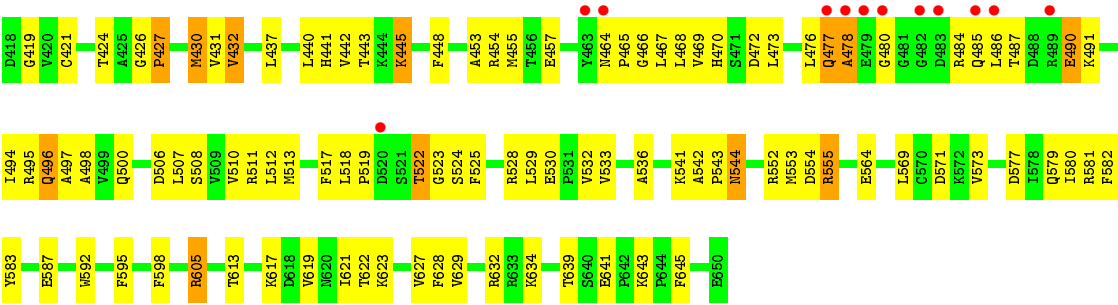 D418 G419 V420 C421 T424 A425 G426 P427 M430 V431 V432 L437 L440 H441 V442 T443 K444 K445 F448 A453 R454 M455 T456 E457 Y463 N464 P465 G466 L467 L468 V469 H470 S471 D472 L473 L476 Q477 A478 E479 G480 G481 G482 D483 R484 Q485 L486 T487 D488 R489 E490 K491
I494 R495 Q496 A497 A498 V499 Q500 D506 L507 S508 V509 V510 R511 L512 M513 F517 L518 P519 D520 S521 T522 G523 S524 F525 R528 L529 E530 P531 V532 V533 A536 K541 A542 P543 N544 R552 M553 D554 R555 E564 L569 C570 D571 K572 V573 D577 I578 Q579 I580 R581 F582
Y583 E587 W592 F595 F598 R605 T613 K617 D618 V619 N620 I621 T622 K623 V627 F628 V629 R632 R633 K634 T639 S640 E641 P642 K643 P644 F645 E650